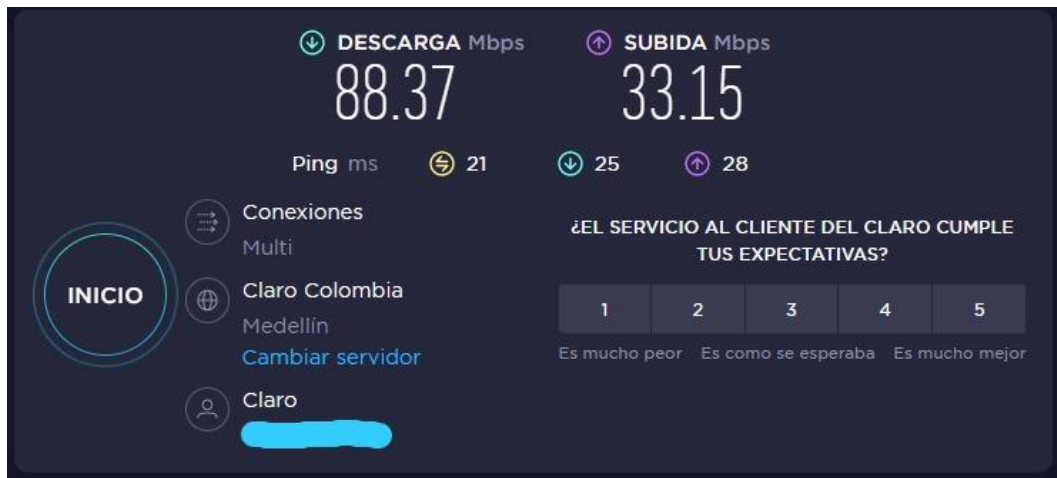 DESCARGA Mbps
88.37
SUBIDA Mbps
33.15
Ping ms 21 25 28
INICIO
Conexiones
Multi
Claro Colombia
Medellín
Cambiar servidor
Claro
¿EL SERVICIO AL CLIENTE DEL CLARO CUMPLE
TUS EXPECTATIVAS?
1 2 3 4 5
Es mucho peor Es como se esperaba Es mucho mejor